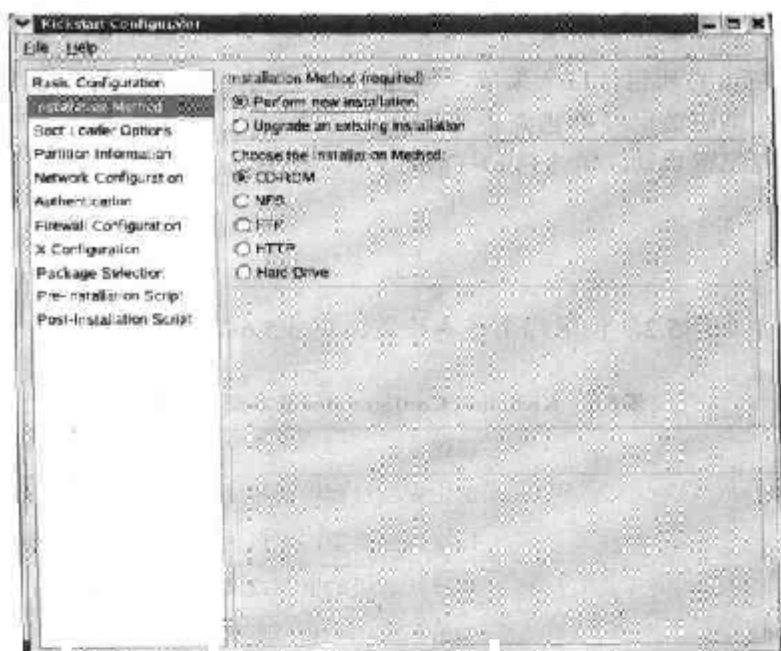 Kickstart Configurator
File Help
Basic Configuration
Installation Method
Boot Loader Options
Partition Information
Network Configuration
Authentication
Firewall Configuration
X Configuration
Package Selection
Pre-Installation Script
Post-Installation Script
Installation Method (required)
Perform new installation
Upgrade an existing installation
Choose the Installation Method:
CD-ROM
NFS
FTP
HTTP
Hard Drive